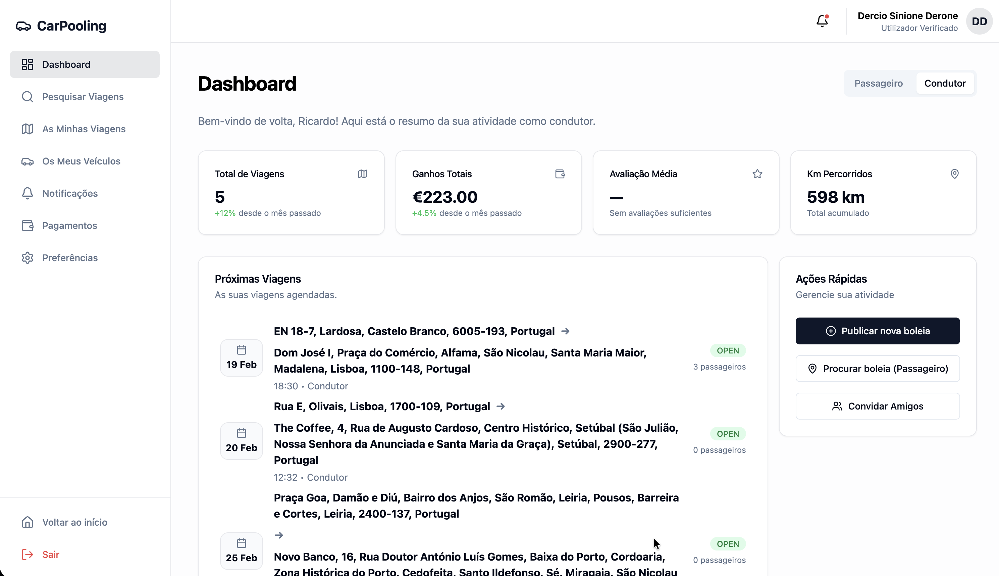 CarPooling
Dashboard
Pesquisar Viagens
As Minhas Viagens
Os Meus Veículos
Notificações
Pagamentos
Preferências
Voltar ao início
Sair
Dercio Sinione Derone
Utilizador Verificado
DD
Dashboard
Passageiro
Condutor
Bem-vindo de volta, Ricardo! Aqui está o resumo da sua atividade como condutor.
Total de Viagens
5
+12% desde o mês passado
Ganhos Totais
€223.00
+4.5% desde o mês passado
Avaliação Média
—
Sem avaliações suficientes
Km Percorridos
598 km
Total acumulado
Próximas Viagens
As suas viagens agendadas.
19 Feb
EN 18-7, Lardosa, Castelo Branco, 6005-193, Portugal →
Dom José I, Praça do Comércio, Alfama, São Nicolau, Santa Maria Maior,
Madalena, Lisboa, 1100-148, Portugal
18:30 • Condutor
OPEN
3 passageiros
20 Feb
Rua E, Olivais, Lisboa, 1700-109, Portugal →
The Coffee, 4, Rua de Augusto Cardoso, Centro Histórico, Setúbal (São Julião,
Nossa Senhora da Anunciada e Santa Maria da Graça), Setúbal, 2900-277,
Portugal
12:32 • Condutor
OPEN
0 passageiros
25 Feb
Praça Goa, Damão e Diú, Bairro dos Anjos, São Romão, Leiria, Pousos, Barreira
e Cortes, Leiria, 2400-137, Portugal
→
Novo Banco, 16, Rua Doutor António Luís Gomes, Baixa do Porto, Cordoaria,
Zona Histórica do Porto, Cedofeita, Santo Ildefonso, Sé, Miragaia, São Nicolau
OPEN
0 passageiros
Ações Rápidas
Gerencie sua atividade
Publicar nova boleia
Procurar boleia (Passageiro)
Convidar Amigos